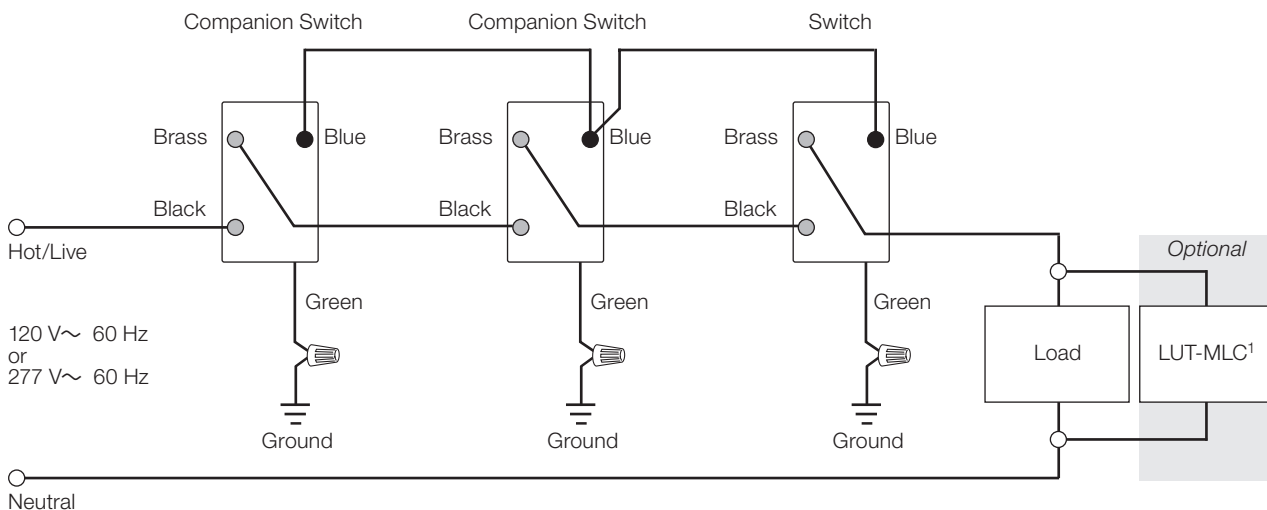 Companion Switch
Companion Switch
Switch
Brass
Blue
Brass
Blue
Brass
Blue
Black
Black
Black
Hot/Live
Optional
Green
Green
Green
120 V~ 60 Hz
or
277 V~ 60 Hz
Load
LUT-MLC¹
Ground
Ground
Ground
Neutral